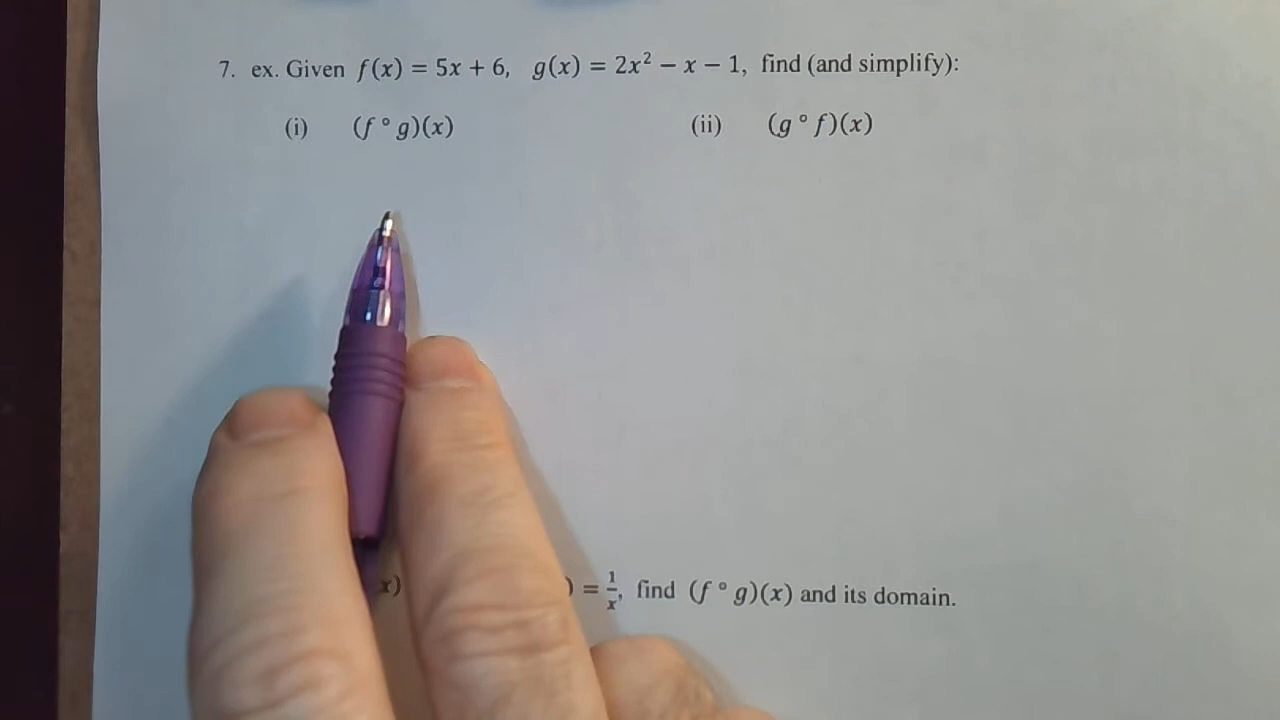 7. ex. Given f(x) = 5x + 6, g(x) = 2x² − x − 1, find (and simplify):
(i) (f ∘ g)(x) (ii) (g ∘ f)(x)
x) ) = 1/x, find (f ∘ g)(x) and its domain.